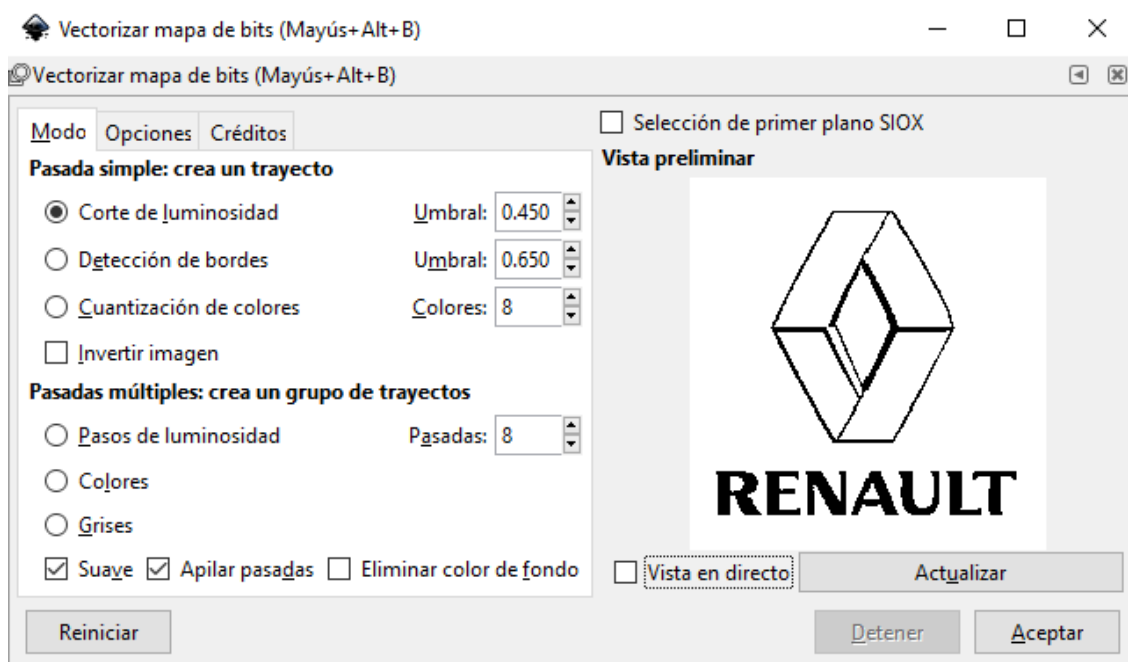 Vectorizar mapa de bits (Mayús+Alt+B)
Vectorizar mapa de bits (Mayús+Alt+B)
Modo Opciones Créditos
Pasada simple: crea un trayecto
Corte de luminosidad Umbral: 0.450
Detección de bordes Umbral: 0.650
Cuantización de colores Colores: 8
Invertir imagen
Pasadas múltiples: crea un grupo de trayectos
Pasos de luminosidad Pasadas: 8
Colores
Grises
Suave Apilar pasadas Eliminar color de fondo
Selección de primer plano SIOX
Vista preliminar
RENAULT
Vista en directo Actualizar
Reiniciar Detener Aceptar